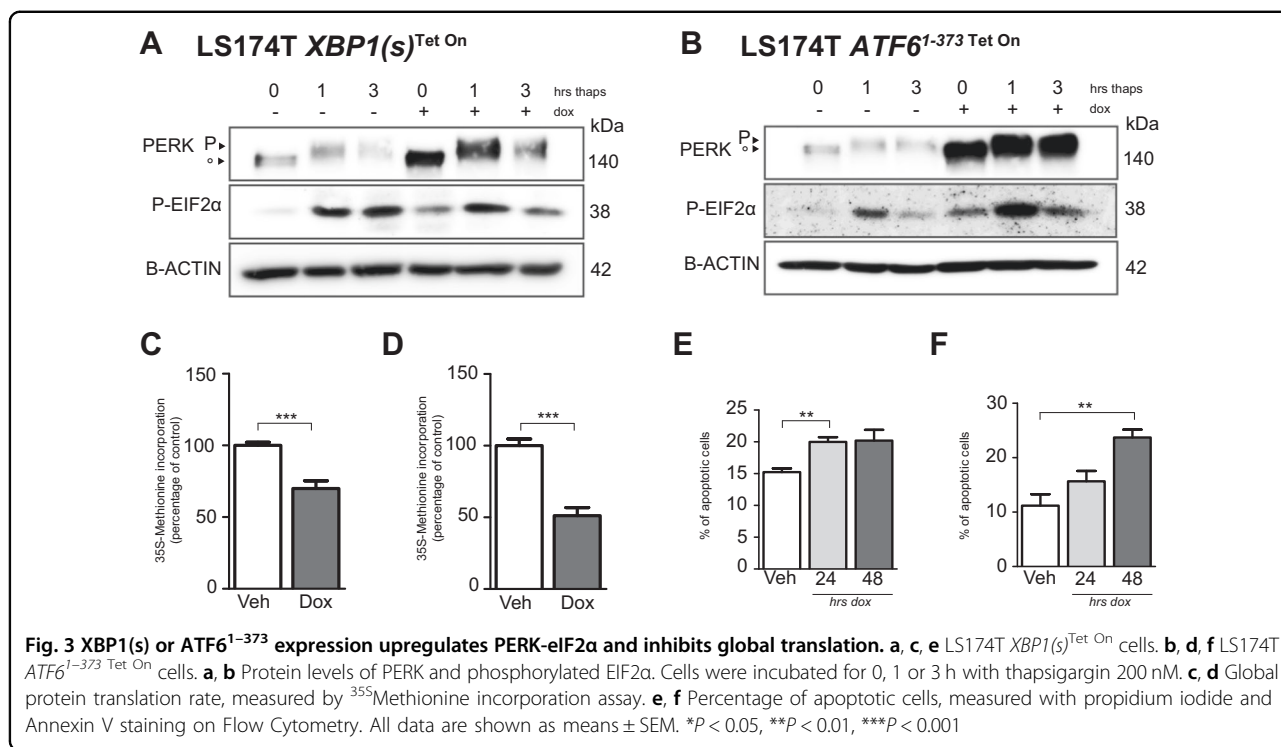 A LS174T XBP1(s)Tet On
0 1 3 0 1 3 hrs thaps
- - - + + + dox
kDa
PERK P▸
°▸ 140
P-EIF2α 38
B-ACTIN 42
B LS174T ATF61-373 Tet On
0 1 3 0 1 3 hrs thaps
- - - + + + dox
kDa
PERK P▸
°▸ 140
P-EIF2α 38
B-ACTIN 42
C
35S-Methionine incorporation
(percentage of control)
150
100
50
0
***
Veh Dox
D
35S-Methionine incorporation
(percentage of control)
150
100
50
0
***
Veh Dox
E
% of apoptotic cells
25
20
15
10
5
0
**
Veh 24 48
hrs dox
F
% of apoptotic cells
30
20
10
0
**
Veh 24 48
hrs dox
Fig. 3 XBP1(s) or ATF61–373 expression upregulates PERK-eIF2α and inhibits global translation. a, c, e LS174T XBP1(s)Tet On cells. b, d, f LS174T
ATF61–373 Tet On cells. a, b Protein levels of PERK and phosphorylated EIF2α. Cells were incubated for 0, 1 or 3 h with thapsigargin 200 nM. c, d Global
protein translation rate, measured by 35SMethionine incorporation assay. e, f Percentage of apoptotic cells, measured with propidium iodide and
Annexin V staining on Flow Cytometry. All data are shown as means ± SEM. *P < 0.05, **P < 0.01, ***P < 0.001